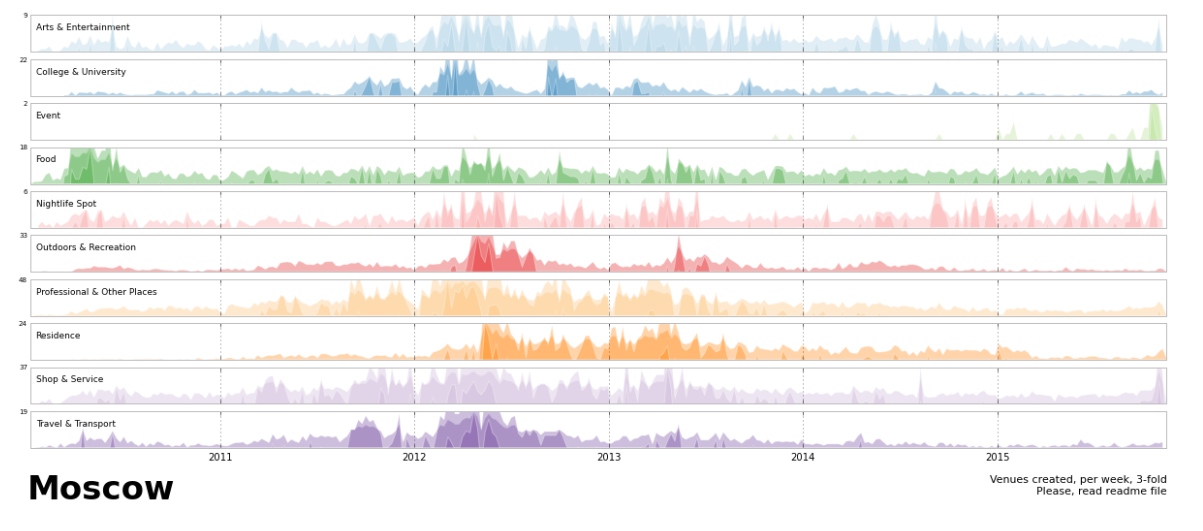 9
Arts & Entertainment
22
College & University
2
Event
18
Food
6
Nightlife Spot
33
Outdoors & Recreation
48
Professional & Other Places
24
Residence
37
Shop & Service
19
Travel & Transport
2011 2012 2013 2014 2015
Moscow
Venues created, per week, 3-fold
Please, read readme file